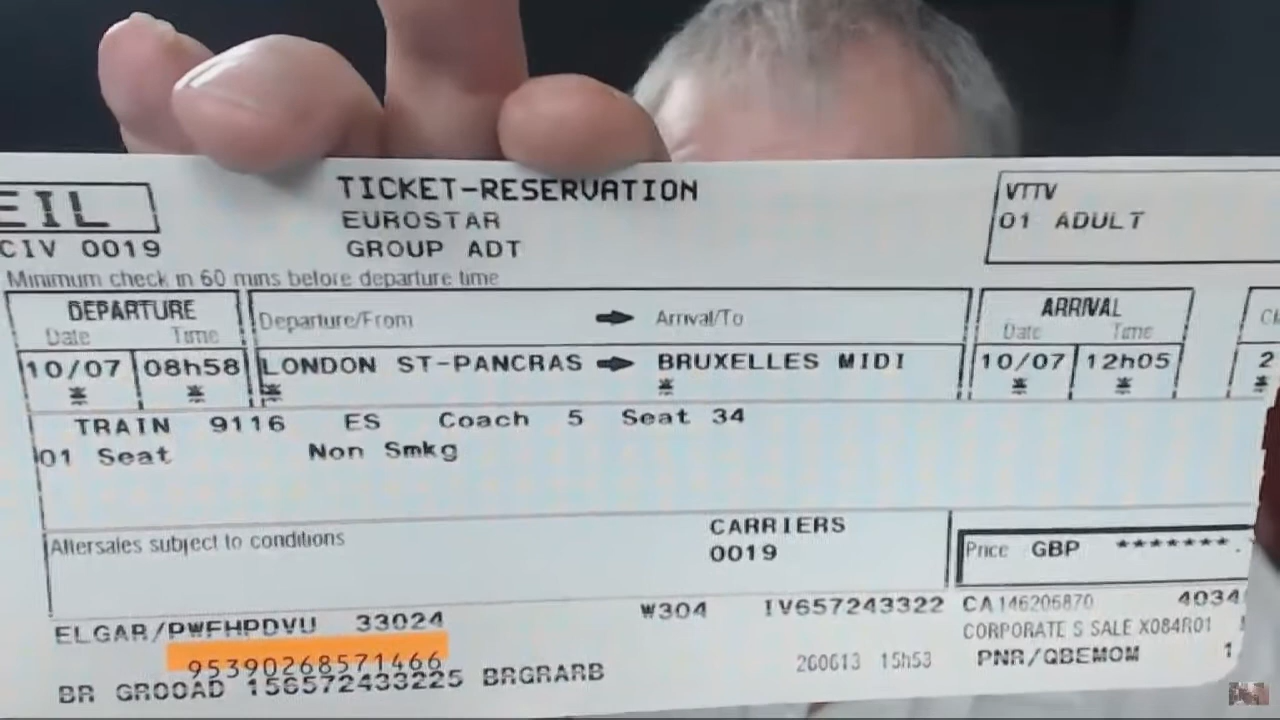 EIL
CIV 0019
TICKET-RESERVATION
EUROSTAR
GROUP ADT
VTTV
01 ADULT
Minimum check in 60 mins before departure time
DEPARTURE
Date Time
Departure/From Arrival/To
ARRIVAL
Date Time
10/07 08h58 LONDON ST-PANCRAS BRUXELLES MIDI 10/07 12h05 2
TRAIN 9116 ES Coach 5 Seat 34
01 Seat Non Smkg
Aftersales subject to conditions
CARRIERS
0019
Price GBP *******.
ELGAR/PWFHPDVU 33024
W304 IV657243322 CA146206870 4034
CORPORATE S SALE X084R01
95390268571466
260613 15h53 PNR/QBEMOM 1
BR GROOAD 156572433225 BRGRARB